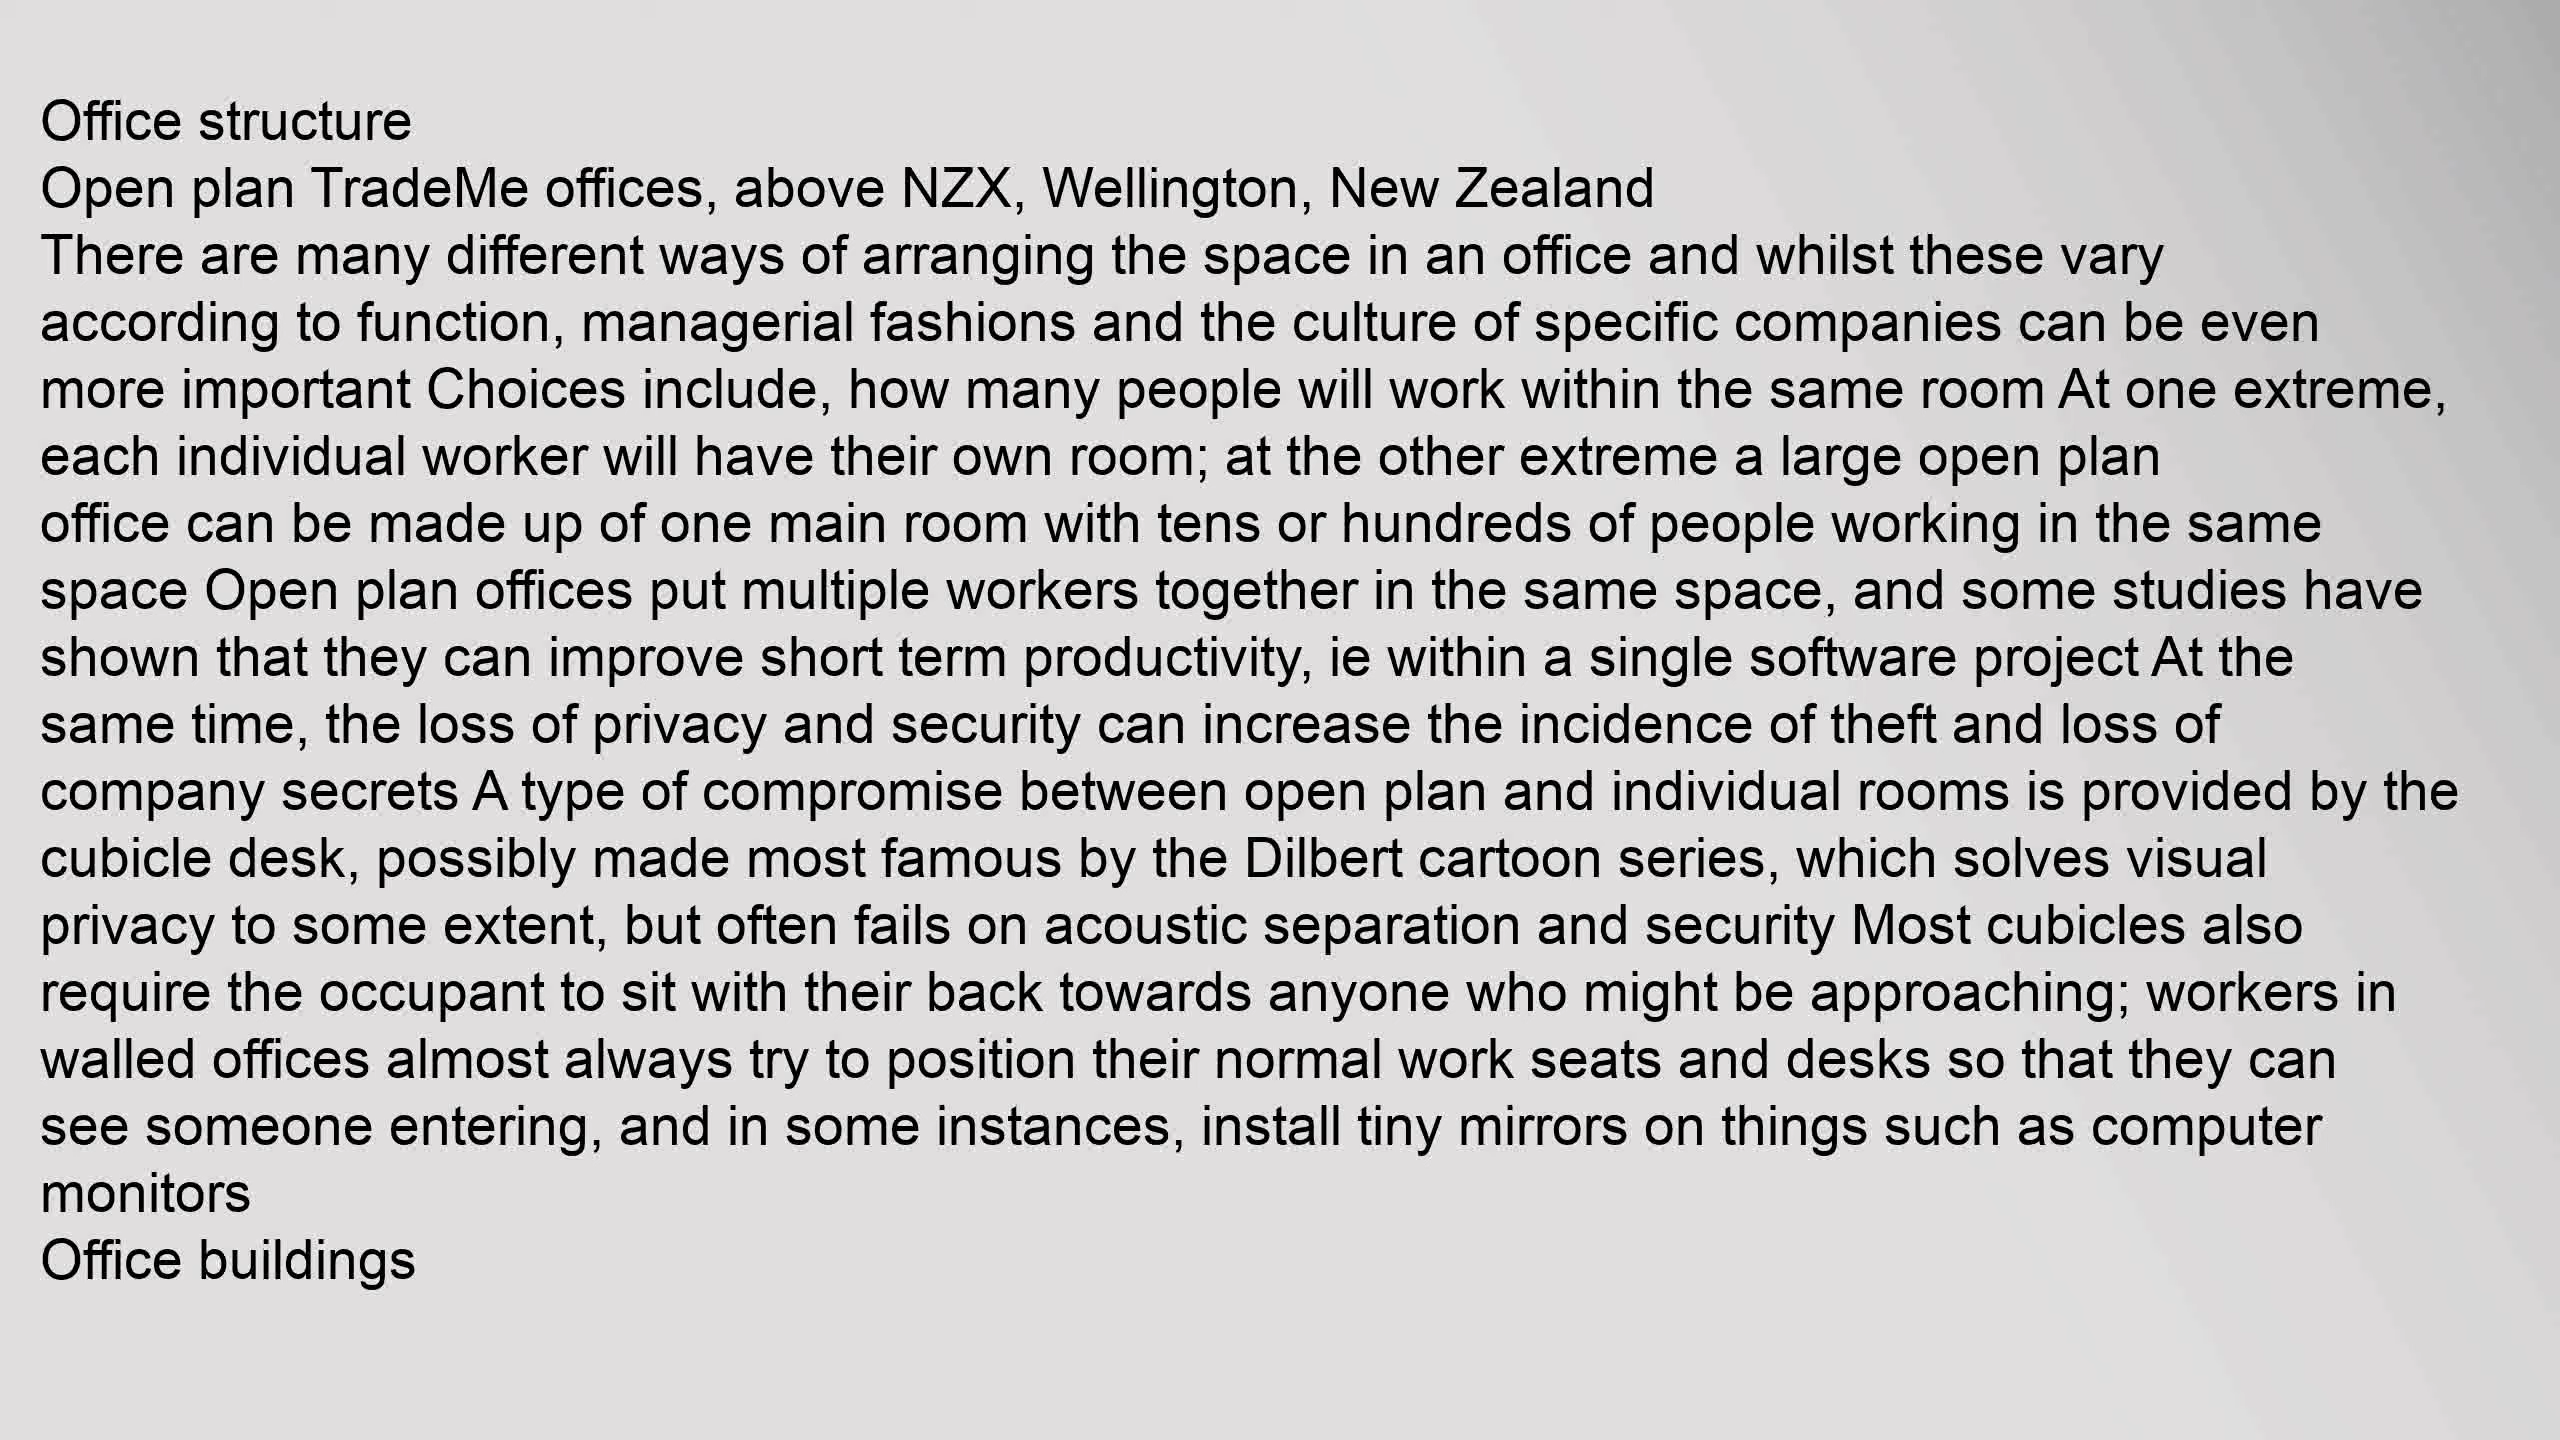 Office structure
Open plan TradeMe offices, above NZX, Wellington, New Zealand
There are many different ways of arranging the space in an office and whilst these vary
according to function, managerial fashions and the culture of specific companies can be even
more important Choices include, how many people will work within the same room At one extreme,
each individual worker will have their own room; at the other extreme a large open plan
office can be made up of one main room with tens or hundreds of people working in the same
space Open plan offices put multiple workers together in the same space, and some studies have
shown that they can improve short term productivity, ie within a single software project At the
same time, the loss of privacy and security can increase the incidence of theft and loss of
company secrets A type of compromise between open plan and individual rooms is provided by the
cubicle desk, possibly made most famous by the Dilbert cartoon series, which solves visual
privacy to some extent, but often fails on acoustic separation and security Most cubicles also
require the occupant to sit with their back towards anyone who might be approaching; workers in
walled offices almost always try to position their normal work seats and desks so that they can
see someone entering, and in some instances, install tiny mirrors on things such as computer
monitors
Office buildings